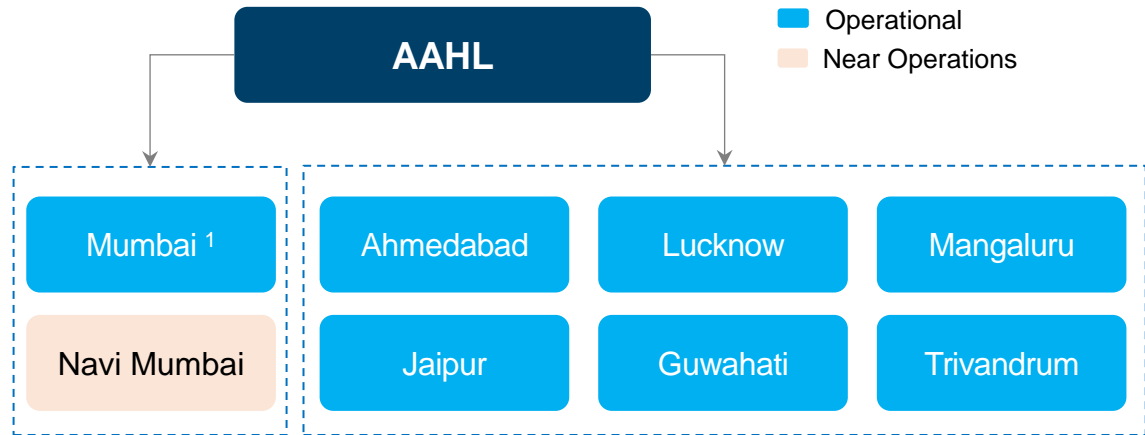 AAHL
Operational
Near Operations
Mumbai 1
Ahmedabad
Lucknow
Mangaluru
Navi Mumbai
Jaipur
Guwahati
Trivandrum